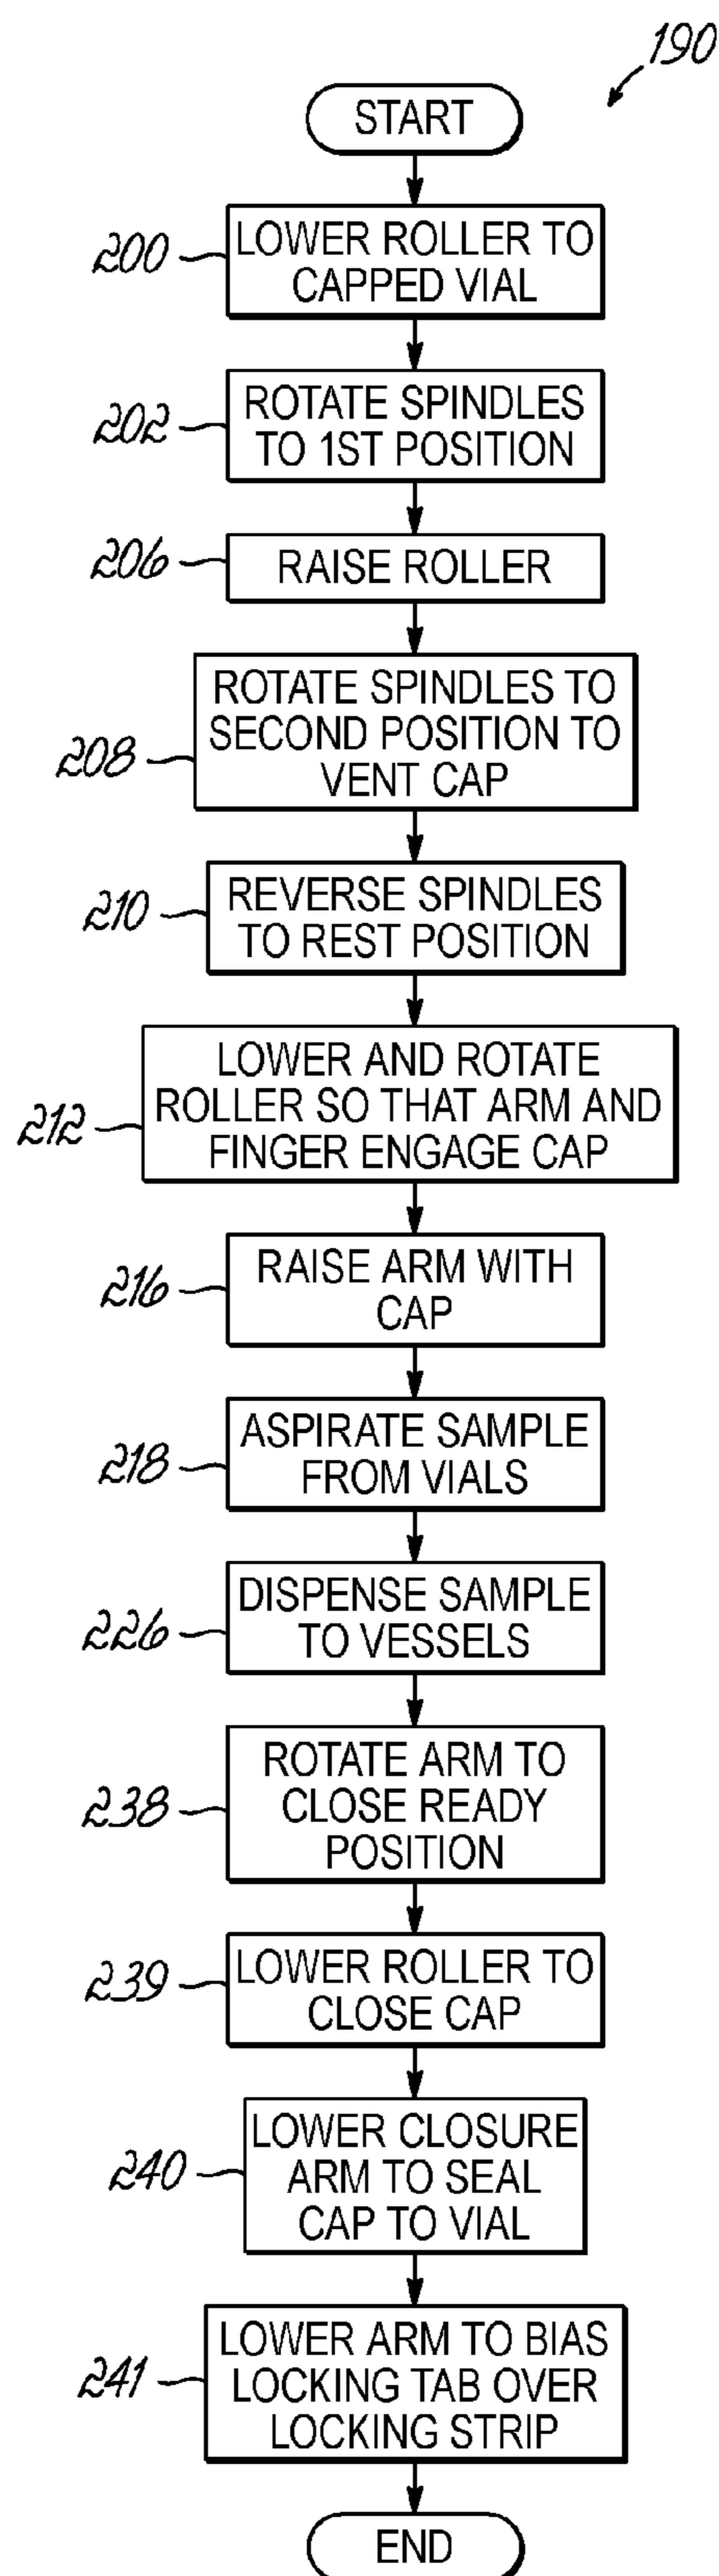 190
START
200
LOWER ROLLER TO
CAPPED VIAL
202
ROTATE SPINDLES
TO 1ST POSITION
206
RAISE ROLLER
208
ROTATE SPINDLES TO
SECOND POSITION TO
VENT CAP
210
REVERSE SPINDLES
TO REST POSITION
212
LOWER AND ROTATE
ROLLER SO THAT ARM AND
FINGER ENGAGE CAP
216
RAISE ARM WITH
CAP
218
ASPIRATE SAMPLE
FROM VIALS
226
DISPENSE SAMPLE
TO VESSELS
238
ROTATE ARM TO
CLOSE READY
POSITION
239
LOWER ROLLER TO
CLOSE CAP
240
LOWER CLOSURE
ARM TO SEAL
CAP TO VIAL
241
LOWER ARM TO BIAS
LOCKING TAB OVER
LOCKING STRIP
END